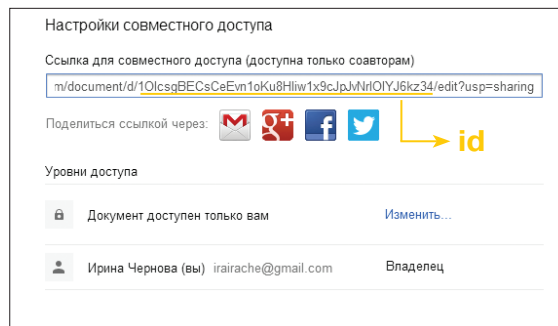 Настройки совместного доступа
Ссылка для совместного доступа (доступна только соавторам)
m/document/d/1OlcsgBECsCeEvn1oKu8Hliw1x9cJpJvNrlOlYJ6kz34/edit?usp=sharing
Поделиться ссылкой через:
id
Уровни доступа
Документ доступен только вам Изменить...
Ирина Чернова (вы) irairache@gmail.com Владелец